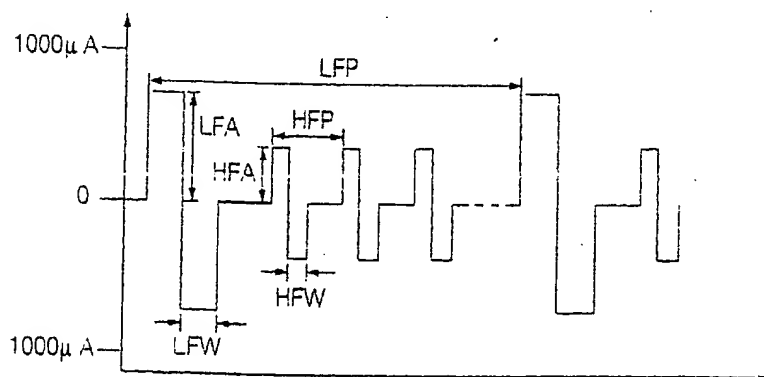 1000μ A
LFP
LFA
HFP
HFA
0
HFW
LFW
1000μ A